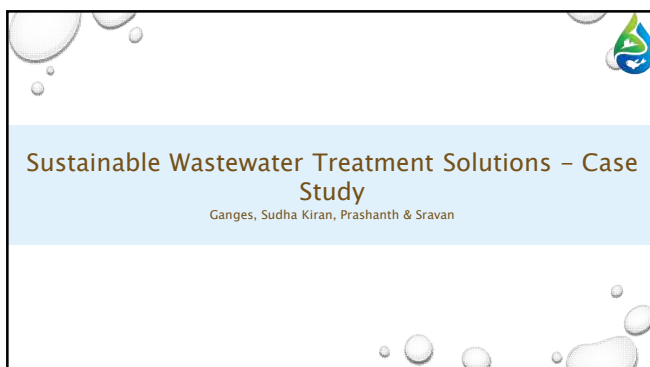 Sustainable Wastewater Treatment Solutions – Case
Study
Ganges, Sudha Kiran, Prashanth & Sravan